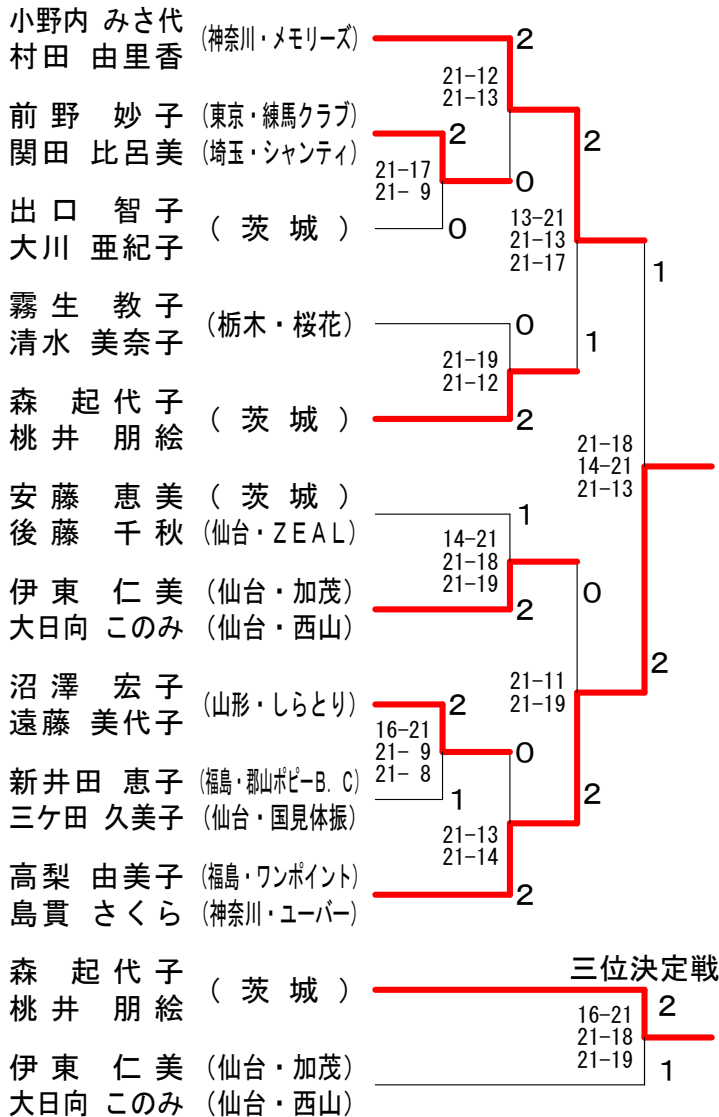 小野内 みさ代
村田 由里香
(神奈川・メモリーズ)
2
21-12
21-13
前野 妙子 (東京・練馬クラブ)
関田 比呂美 (埼玉・シャンティ)
2
2
21-17
21- 9
0
出口 智子
大川 亜紀子
(茨城)
0
13-21
21-13
21-17
1
霧生 教子
清水 美奈子
(栃木・桜花)
0
1
21-19
21-12
森 起代子
桃井 朋絵
(茨城)
2
21-18
14-21
21-13
安藤 恵美 (茨城)
後藤 千秋 (仙台・ZEAL)
1
14-21
21-18
21-19
0
伊東 仁美 (仙台・加茂)
大日向 このみ (仙台・西山)
2
2
沼澤 宏子
遠藤 美代子
(山形・しらとり)
2
21-11
21-19
16-21
21- 9
21- 8
0
新井田 恵子 (福島・郡山ポピーB. C)
三ケ田 久美子 (仙台・国見体振)
1
2
21-13
21-14
高梨 由美子 (福島・ワンポイント)
島貫 さくら (神奈川・ユーバー)
2
三位決定戦
森 起代子
桃井 朋絵
(茨城)
2
16-21
21-18
21-19
伊東 仁美 (仙台・加茂)
大日向 このみ (仙台・西山)
1